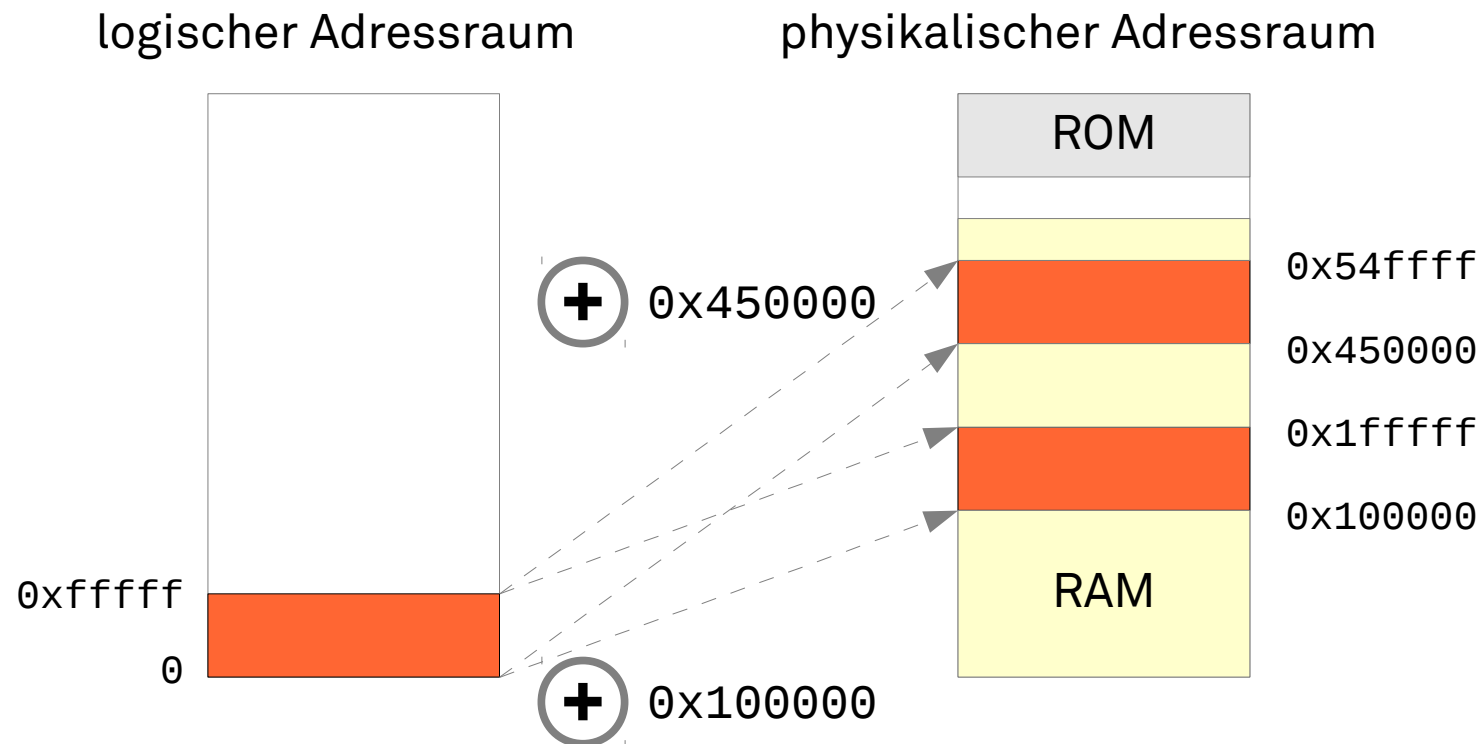 logischer Adressraum
physikalischer Adressraum
ROM
0x54ffff
0x450000
0x450000
0x1fffff
0x100000
0xfffff
RAM
0
0x100000